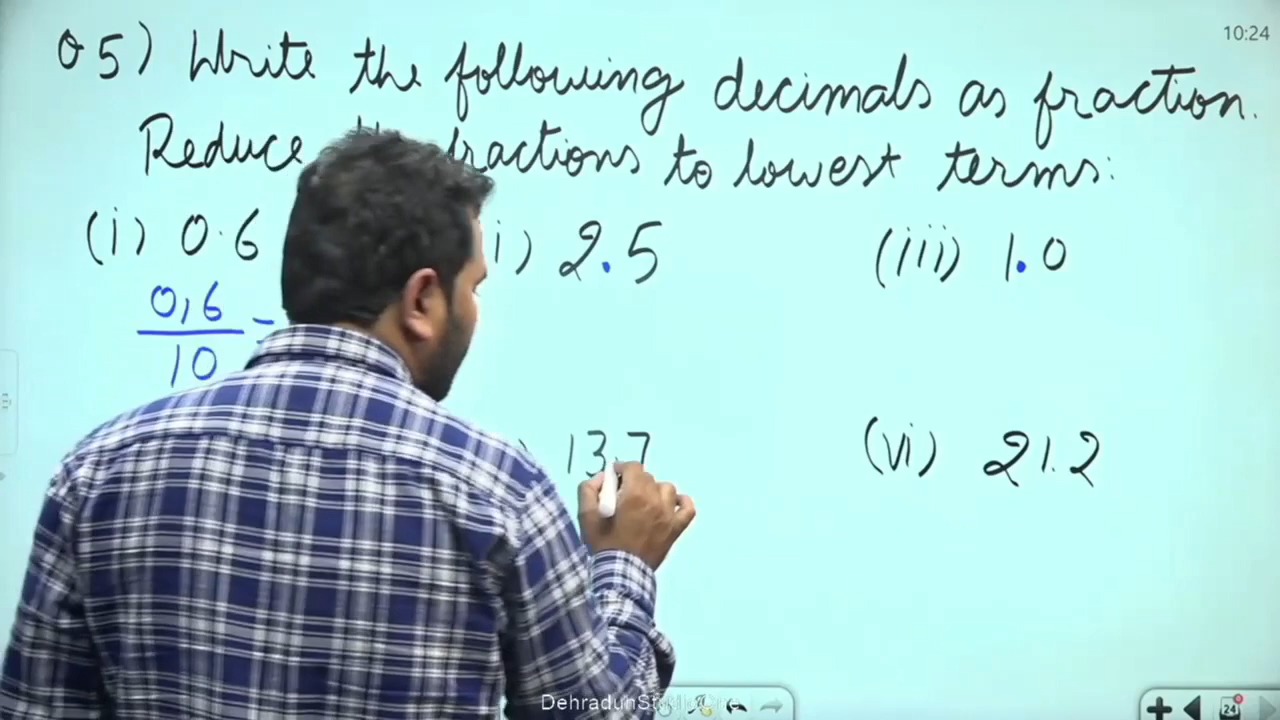 10:24
Q5) Write the following decimals as fraction.
Reduce fractions to lowest terms:
(i) 0.6 i) 2.5 (iii) 1.0
0,6
10 =
) 13.7 (vi) 21.2
24